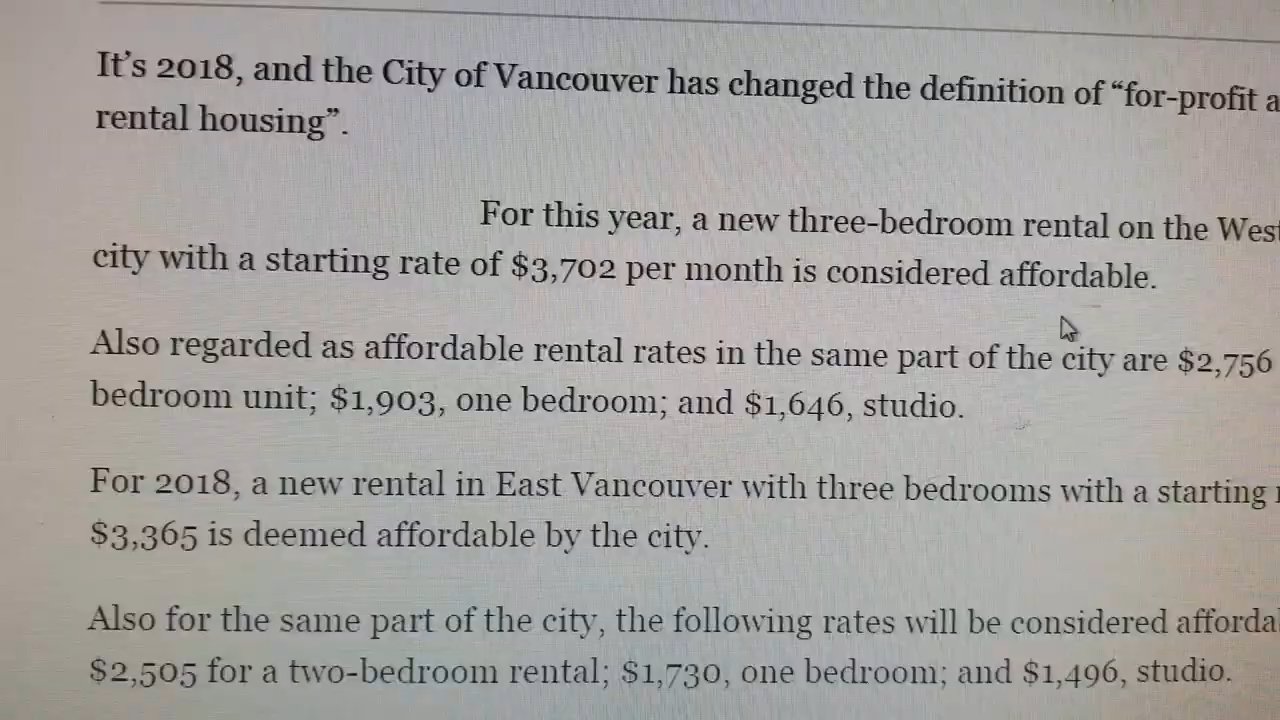 It’s 2018, and the City of Vancouver has changed the definition of “for-profit
rental housing”.
For this year, a new three-bedroom rental on the West
city with a starting rate of $3,702 per month is considered affordable.
Also regarded as affordable rental rates in the same part of the city are $2,756
bedroom unit; $1,903, one bedroom; and $1,646, studio.
For 2018, a new rental in East Vancouver with three bedrooms with a starting
$3,365 is deemed affordable by the city.
Also for the same part of the city, the following rates will be considered
$2,505 for a two-bedroom rental; $1,730, one bedroom; and $1,496, studio.